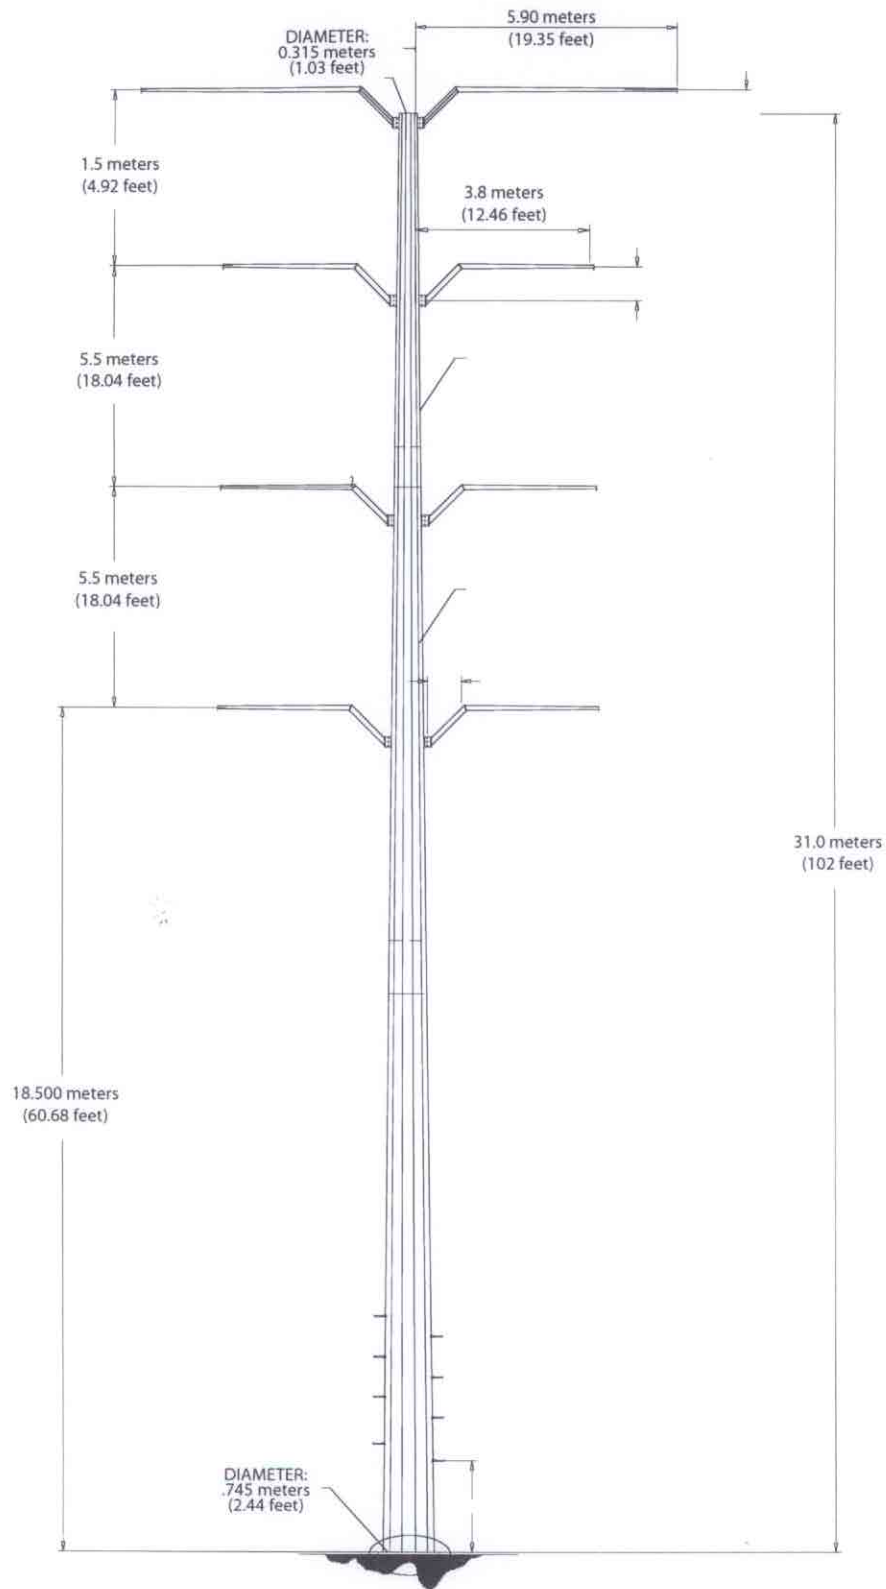 5.90 meters
(19.35 feet)
DIAMETER:
0.315 meters
(1.03 feet)
1.5 meters
(4.92 feet)
3.8 meters
(12.46 feet)
5.5 meters
(18.04 feet)
5.5 meters
(18.04 feet)
31.0 meters
(102 feet)
18.500 meters
(60.68 feet)
DIAMETER:
.745 meters
(2.44 feet)